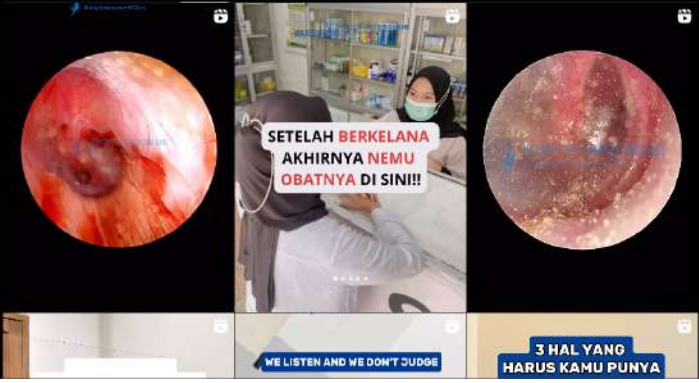 SETELAH BERKELANA
AKHIRNYA NEMU
OBATNYA DI SINI!!
WE LISTEN AND WE DON'T JUDGE
3 HAL YANG
HARUS KAMU PUNYA